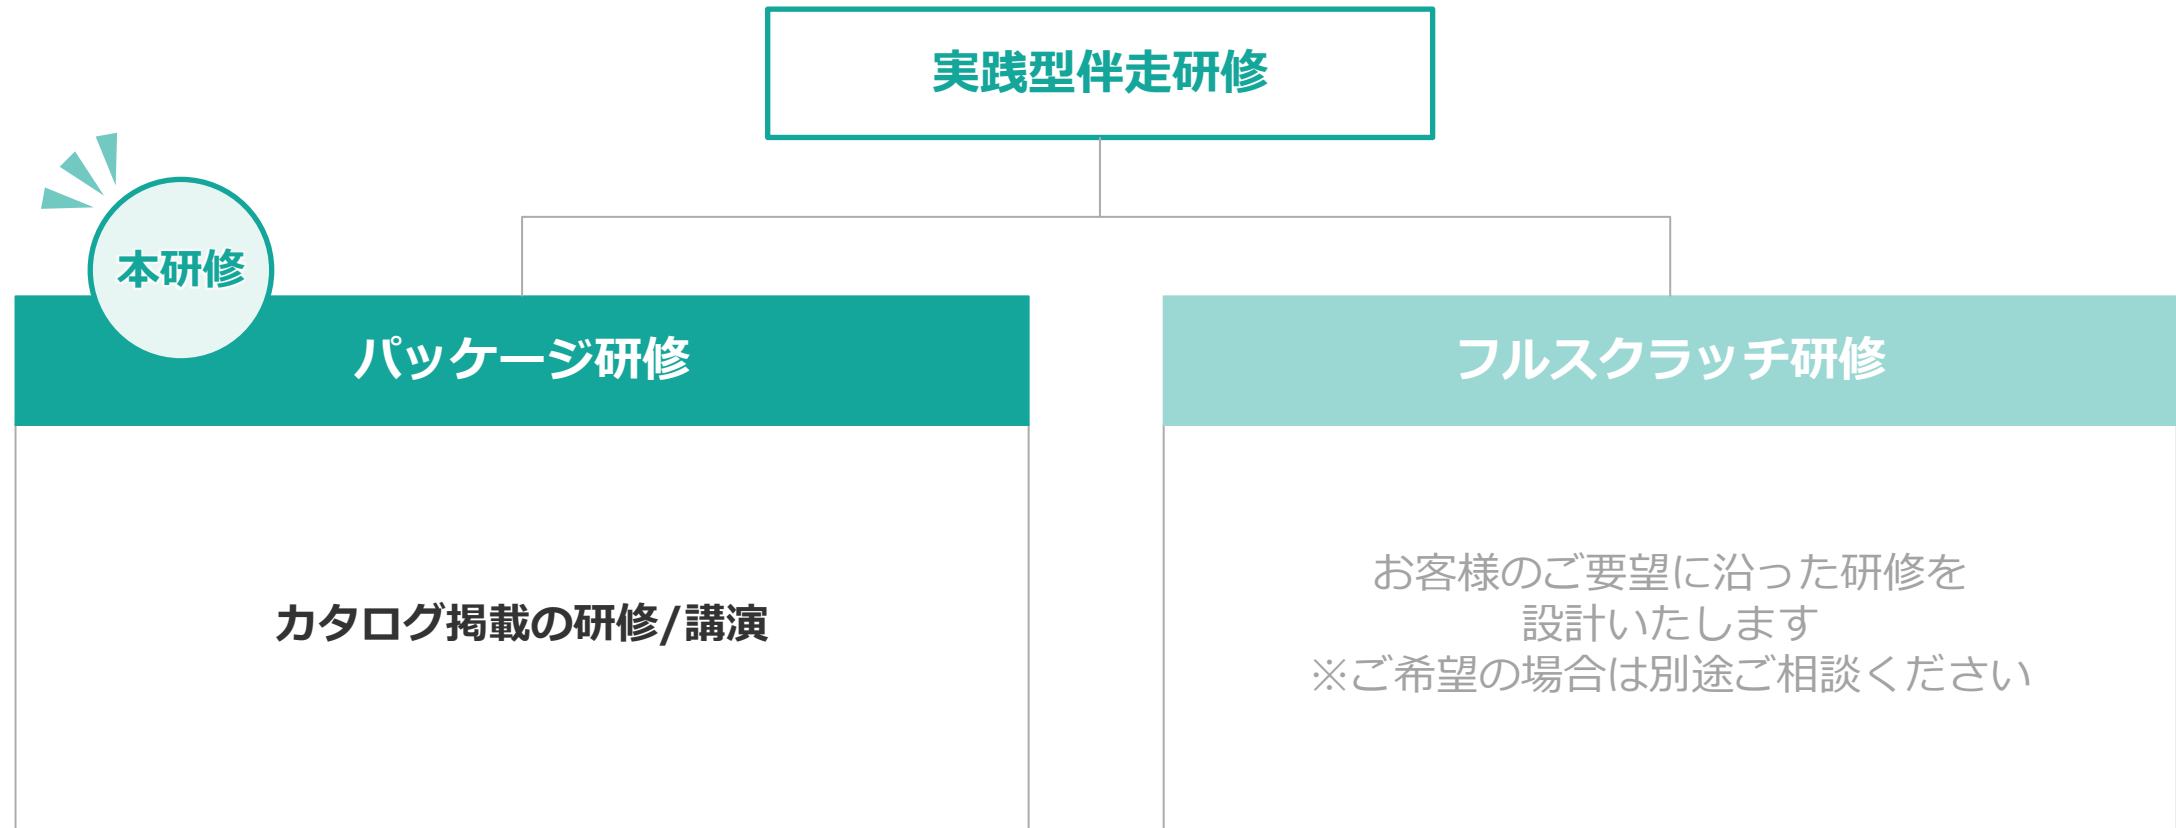 実践型伴走研修
本研修
パッケージ研修
カタログ掲載の研修/講演
フルスクラッチ研修
お客様のご要望に沿った研修を
設計いたします
※ご希望の場合は別途ご相談ください